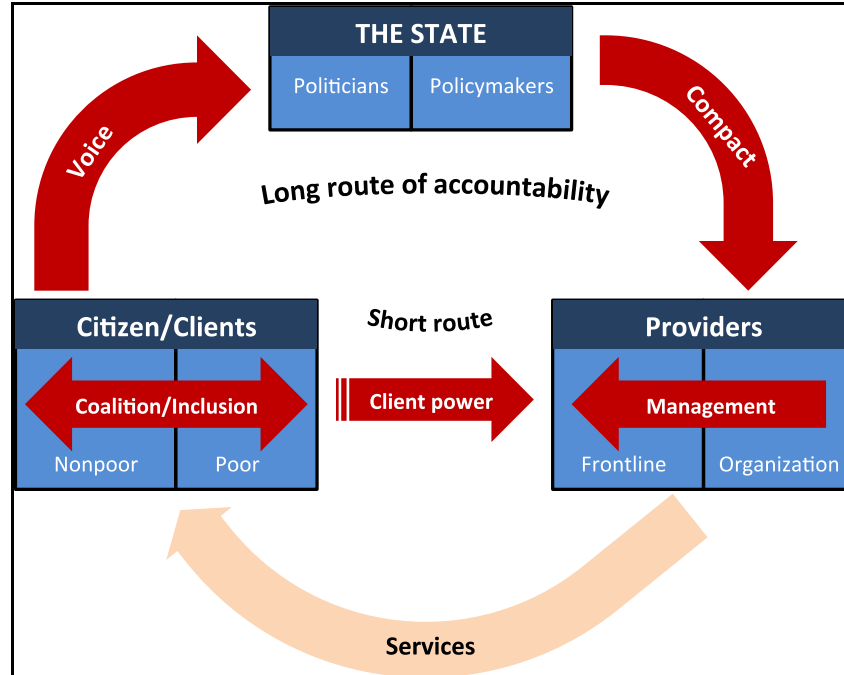 THE STATE
Politicians
Policymakers
Voice
Compact
Long route of accountability
Citizen/Clients
Short route
Providers
Coalition/Inclusion
Client power
Management
Nonpoor
Poor
Frontline
Organization
Services